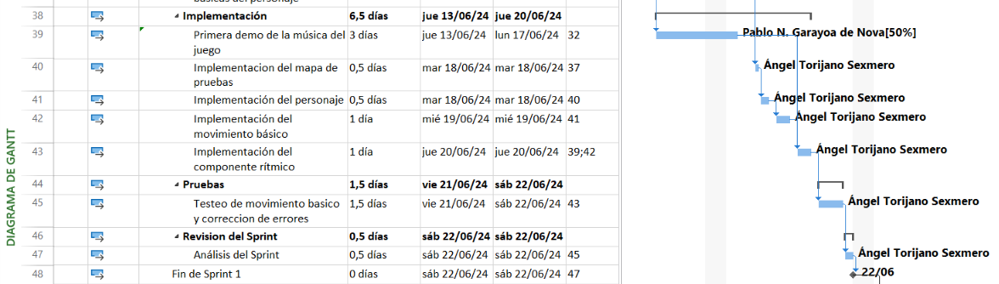 básicas del personaje
38 Implementación 6,5 días jue 13/06/24 jue 20/06/24
39 Primera demo de la música del 3 días jue 13/06/24 lun 17/06/24 32 Pablo N. Garayoa de Nova[50%]
juego
40 Implementacion del mapa de 0,5 días mar 18/06/24 mar 18/06/24 37 Ángel Torijano Sexmero
pruebas
41 Implementación del personaje 0,5 días mar 18/06/24 mar 18/06/24 40 Ángel Torijano Sexmero
42 Implementación del 1 día mié 19/06/24 mié 19/06/24 41 Ángel Torijano Sexmero
movimiento básico
43 Implementación del 1 día jue 20/06/24 jue 20/06/24 39;42 Ángel Torijano Sexmero
componente rítmico
44 Pruebas 1,5 días vie 21/06/24 sáb 22/06/24
45 Testeo de movimiento basico 1,5 días vie 21/06/24 sáb 22/06/24 43 Ángel Torijano Sexmero
y correccion de errores
46 Revision del Sprint 0,5 días sáb 22/06/24 sáb 22/06/24
47 Análisis del Sprint 0,5 días sáb 22/06/24 sáb 22/06/24 45 Ángel Torijano Sexmero
48 Fin de Sprint 1 0 días sáb 22/06/24 sáb 22/06/24 47 22/06
DIAGRAMA DE GANTT